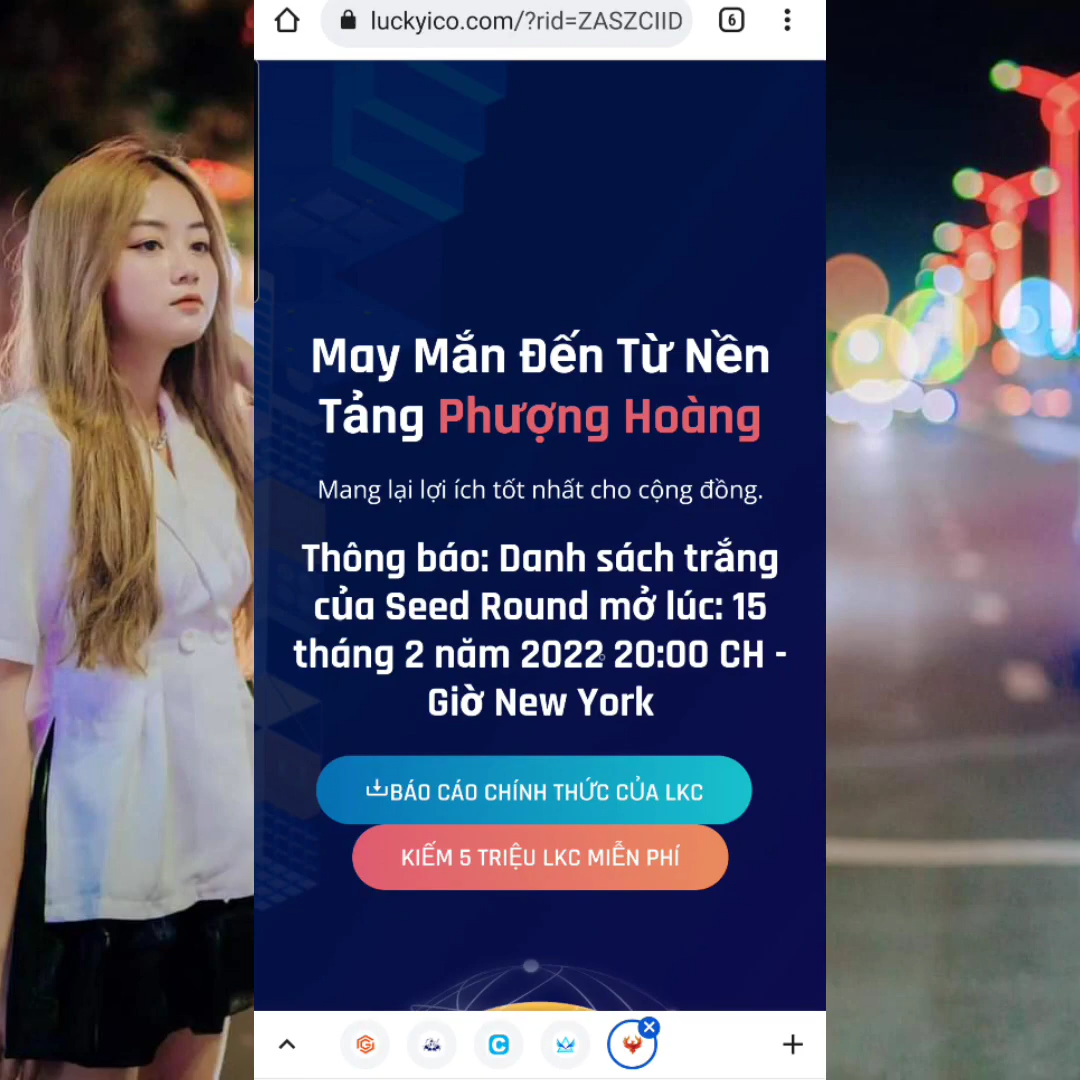 luckyico.com/?rid=ZASZCIID
6
May Mắn Đến Từ Nền
Tảng Phượng Hoàng
Mang lại lợi ích tốt nhất cho cộng đồng.
Thông báo: Danh sách trắng
của Seed Round mở lúc: 15
tháng 2 năm 2022 20:00 CH -
Giờ New York
BÁO CÁO CHÍNH THỨC CỦA LKC
KIẾM 5 TRIỆU LKC MIỄN PHÍ